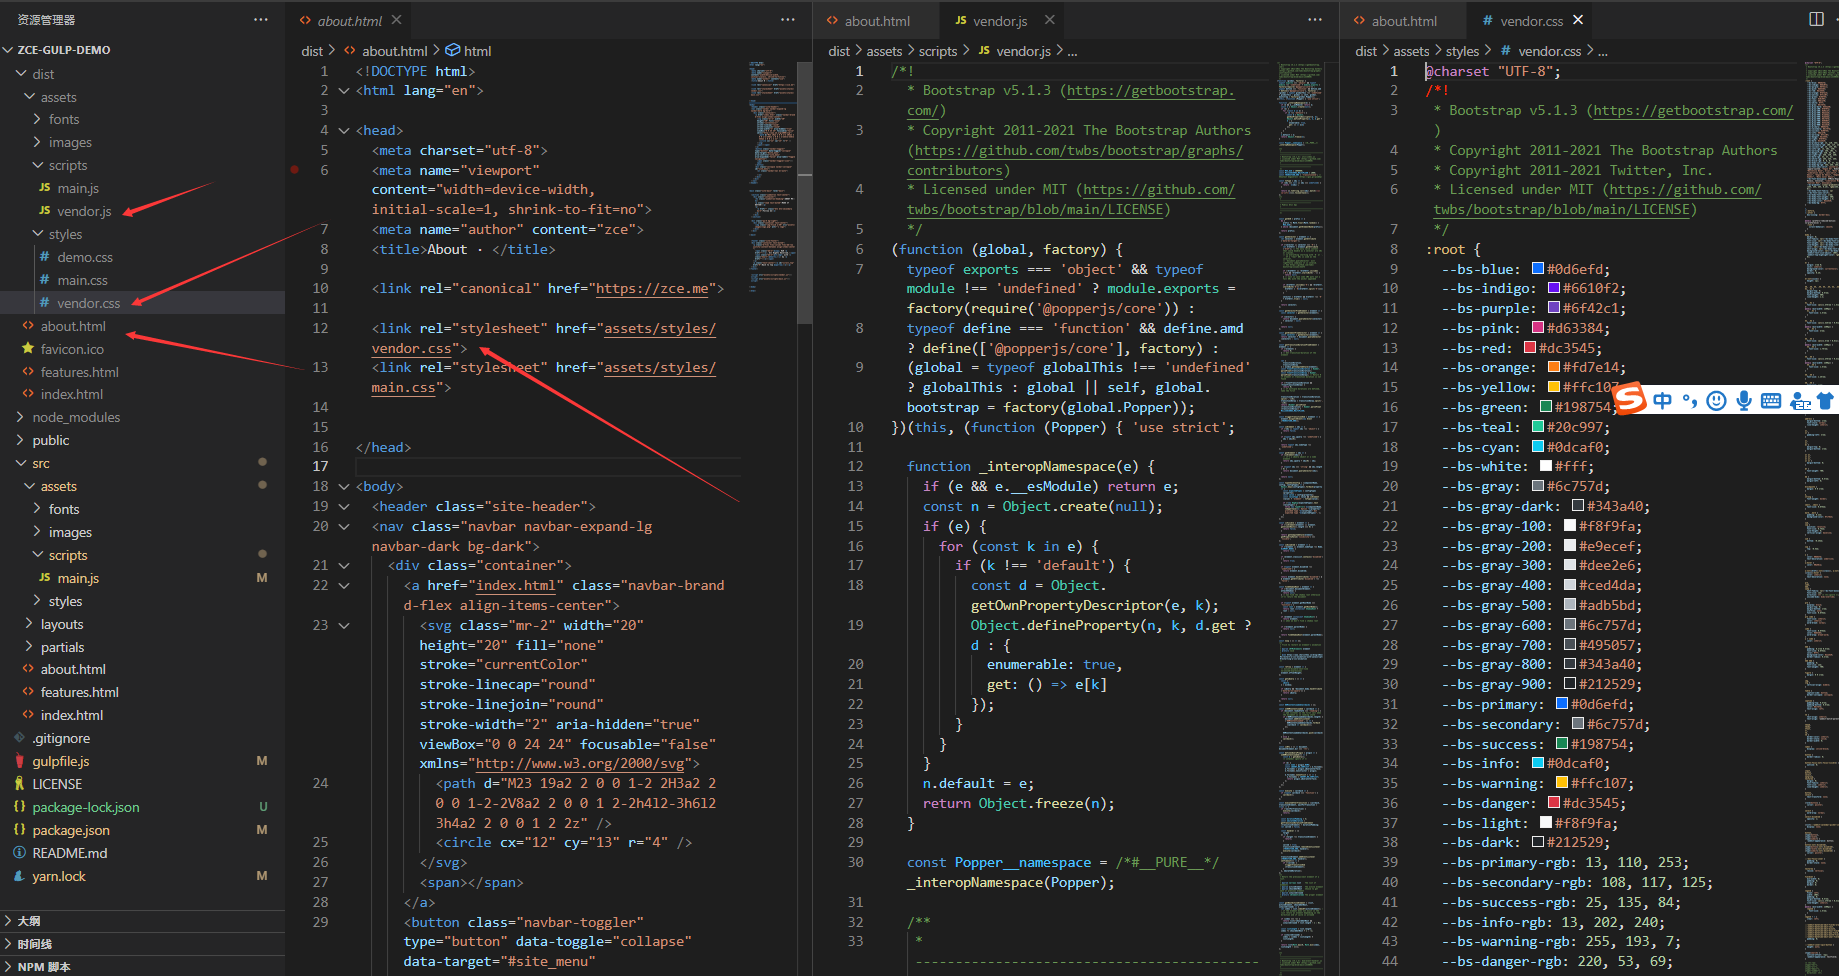 资源管理器
ZCE-GULP-DEMO
dist
assets
fonts
images
scripts
JS main.js
JS vendor.js
styles
# demo.css
# main.css
# vendor.css
<> about.html
favicon.ico
<> features.html
<> index.html
node_modules
public
src
assets
fonts
images
scripts
JS main.js M
styles
layouts
partials
<> about.html
<> features.html
<> index.html
.gitignore
gulpfile.js M
LICENSE
{} package-lock.json U
{} package.json M
README.md
yarn.lock M
大纲
时间线
NPM 脚本
<> about.html
dist > <> about.html > html
1 <!DOCTYPE html>
2 <html lang="en">
3
4 <head>
5 <meta charset="utf-8">
6 <meta name="viewport"
content="width=device-width,
initial-scale=1, shrink-to-fit=no">
7 <meta name="author" content="zce">
8 <title>About · </title>
9
10 <link rel="canonical" href="https://zce.me">
11
12 <link rel="stylesheet" href="assets/styles/
vendor.css">
13 <link rel="stylesheet" href="assets/styles/
main.css">
14
15
16 </head>
17
18 <body>
19 <header class="site-header">
20 <nav class="navbar navbar-expand-lg
navbar-dark bg-dark">
21 <div class="container">
22 <a href="index.html" class="navbar-brand
d-flex align-items-center">
23 <svg class="mr-2" width="20"
height="20" fill="none"
stroke="currentColor"
stroke-linecap="round"
stroke-linejoin="round"
stroke-width="2" aria-hidden="true"
viewBox="0 0 24 24" focusable="false"
xmlns="http://www.w3.org/2000/svg">
24 <path d="M23 19a2 2 0 0 1-2 2H3a2 2
0 0 1-2-2V8a2 2 0 0 1 2-2h4l2-3h6l2
3h4a2 2 0 0 1 2 2z" />
25 <circle cx="12" cy="13" r="4" />
26 </svg>
27 <span></span>
28 </a>
29 <button class="navbar-toggler"
type="button" data-toggle="collapse"
data-target="#site_menu"
<> about.html JS vendor.js
dist > assets > scripts > JS vendor.js > ...
1 /*!
2 * Bootstrap v5.1.3 (https://getbootstrap.
com/)
3 * Copyright 2011-2021 The Bootstrap Authors
(https://github.com/twbs/bootstrap/graphs/
contributors)
4 * Licensed under MIT (https://github.com/
twbs/bootstrap/blob/main/LICENSE)
5 */
6 (function (global, factory) {
7 typeof exports === 'object' && typeof
module !== 'undefined' ? module.exports =
factory(require('@popperjs/core')) :
8 typeof define === 'function' && define.amd
? define(['@popperjs/core'], factory) :
9 (global = typeof globalThis !== 'undefined'
? globalThis : global || self, global.
bootstrap = factory(global.Popper));
10 })(this, (function (Popper) { 'use strict';
11
12 function _interopNamespace(e) {
13 if (e && e.__esModule) return e;
14 const n = Object.create(null);
15 if (e) {
16 for (const k in e) {
17 if (k !== 'default') {
18 const d = Object.
getOwnPropertyDescriptor(e, k);
19 Object.defineProperty(n, k, d.get ?
d : {
20 enumerable: true,
21 get: () => e[k]
22 });
23 }
24 }
25 }
26 n.default = e;
27 return Object.freeze(n);
28 }
29
30 const Popper__namespace = /*#__PURE__*/
_interopNamespace(Popper);
31
32 /**
33 *
<> about.html # vendor.css
dist > assets > styles > # vendor.css > ...
1 @charset "UTF-8";
2 /*!
3 * Bootstrap v5.1.3 (https://getbootstrap.com/
)
4 * Copyright 2011-2021 The Bootstrap Authors
5 * Copyright 2011-2021 Twitter, Inc.
6 * Licensed under MIT (https://github.com/
twbs/bootstrap/blob/main/LICENSE)
7 */
8 :root {
9 --bs-blue: #0d6efd;
10 --bs-indigo: #6610f2;
11 --bs-purple: #6f42c1;
12 --bs-pink: #d63384;
13 --bs-red: #dc3545;
14 --bs-orange: #fd7e14;
15 --bs-yellow: #ffc107
16 --bs-green: #198754;
S 中
17 --bs-teal: #20c997;
18 --bs-cyan: #0dcaf0;
19 --bs-white: #fff;
20 --bs-gray: #6c757d;
21 --bs-gray-dark: #343a40;
22 --bs-gray-100: #f8f9fa;
23 --bs-gray-200: #e9ecef;
24 --bs-gray-300: #dee2e6;
25 --bs-gray-400: #ced4da;
26 --bs-gray-500: #adb5bd;
27 --bs-gray-600: #6c757d;
28 --bs-gray-700: #495057;
29 --bs-gray-800: #343a40;
30 --bs-gray-900: #212529;
31 --bs-primary: #0d6efd;
32 --bs-secondary: #6c757d;
33 --bs-success: #198754;
34 --bs-info: #0dcaf0;
35 --bs-warning: #ffc107;
36 --bs-danger: #dc3545;
37 --bs-light: #f8f9fa;
38 --bs-dark: #212529;
39 --bs-primary-rgb: 13, 110, 253;
40 --bs-secondary-rgb: 108, 117, 125;
41 --bs-success-rgb: 25, 135, 84;
42 --bs-info-rgb: 13, 202, 240;
43 --bs-warning-rgb: 255, 193, 7;
44 --bs-danger-rgb: 220, 53, 69;